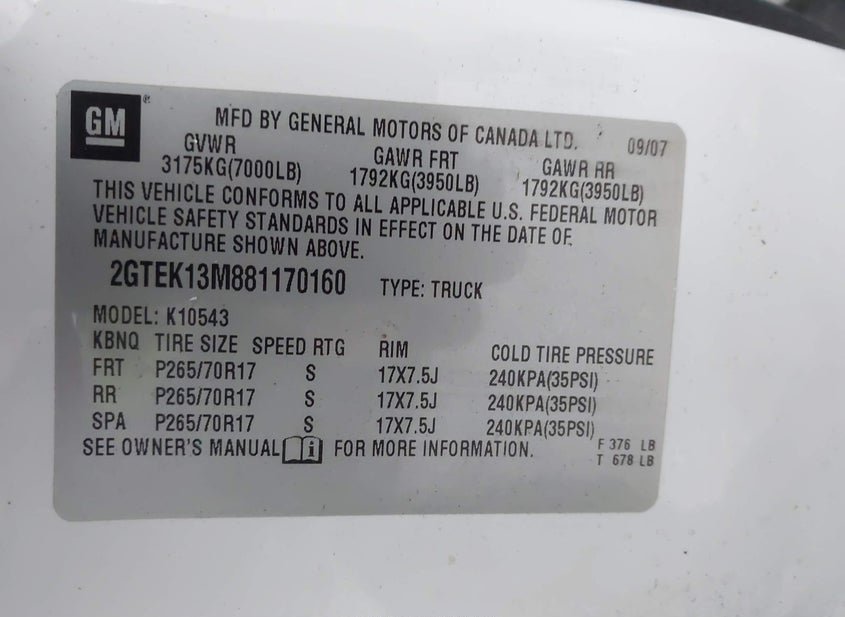 GM®
MFD BY GENERAL MOTORS OF CANADA LTD. 09/07
GVWR GAWR FRT GAWR RR
3175KG(7000LB) 1792KG(3950LB) 1792KG(3950LB)
THIS VEHICLE CONFORMS TO ALL APPLICABLE U.S. FEDERAL MOTOR
VEHICLE SAFETY STANDARDS IN EFFECT ON THE DATE OF
MANUFACTURE SHOWN ABOVE.
2GTEK13M881170160 TYPE: TRUCK
MODEL: K10543
KBNQ TIRE SIZE SPEED RTG RIM COLD TIRE PRESSURE
FRT P265/70R17 S 17X7.5J 240KPA(35PSI)
RR P265/70R17 S 17X7.5J 240KPA(35PSI)
SPA P265/70R17 S 17X7.5J 240KPA(35PSI)
SEE OWNER'S MANUAL i FOR MORE INFORMATION.
F 376 LB
T 678 LB